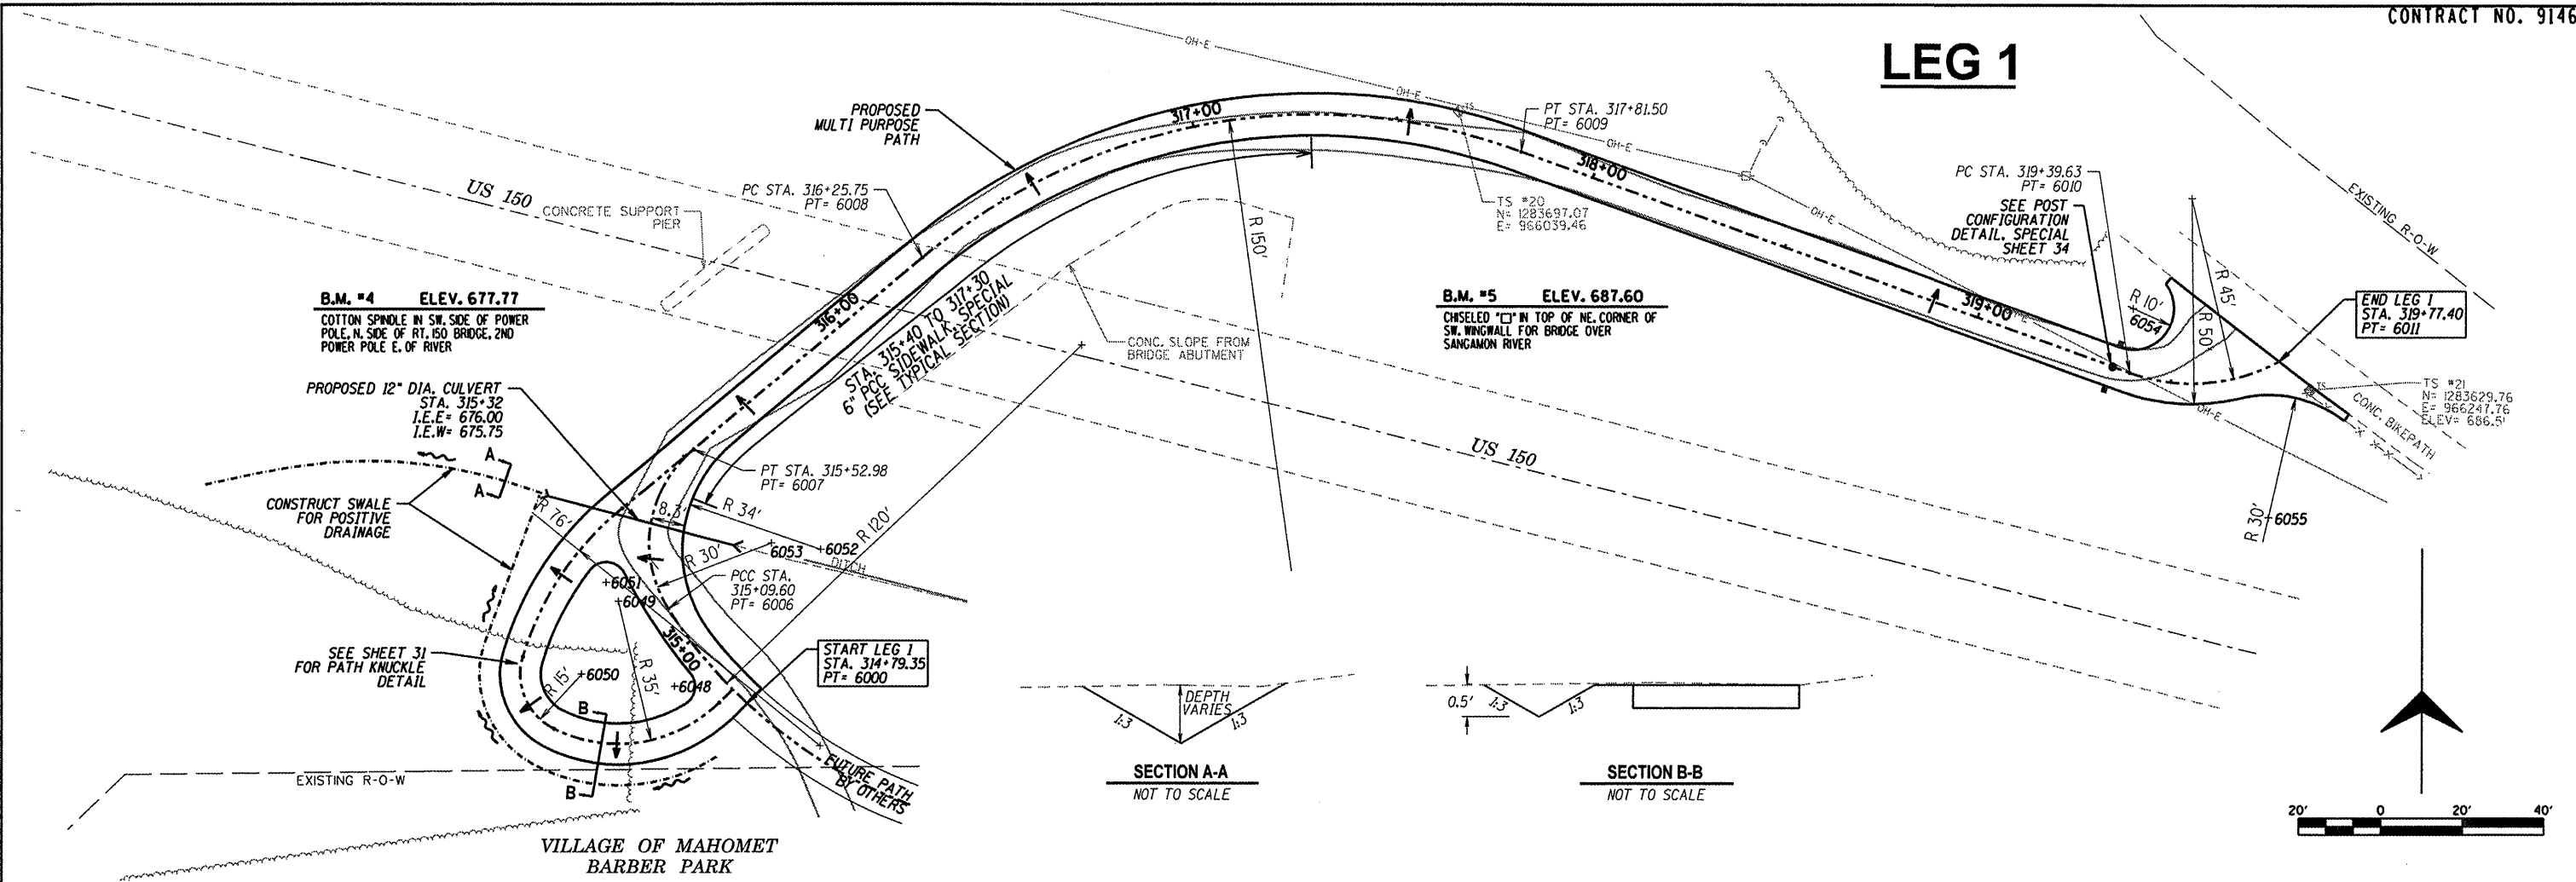 CONTRACT NO. 9146
LEG 1
OH-E
PROPOSED
MULTI PURPOSE
PATH
317+00
OH-E
PT STA. 317+81.50
PT= 6009
OH-E
318+00
PC STA. 319+39.63
PT= 6010
SEE POST
CONFIGURATION
DETAIL, SPECIAL
SHEET 34
EXISTING R-O-W
US 150
CONCRETE SUPPORT
PIER
PC STA. 316+25.75
PT= 6008
TS #20
N= 1283697.07
E= 966039.46
OH-E
R 150'
R 45'
R 10'
6054
R 50'
END LEG 1
STA. 319+77.40
PT= 6011
B.M. #4 ELEV. 677.77
COTTON SPINDLE IN SW. SIDE OF POWER
POLE, N. SIDE OF RT. 150 BRIDGE, 2ND
POWER POLE E. OF RIVER
316+00
STA. 315+40 TO 317+30
6" PCC SIDEWALK, SPECIAL
(SEE TYPICAL SECTION)
CONC. SLOPE FROM
BRIDGE ABUTMENT
B.M. #5 ELEV. 687.60
CHISELED "□" IN TOP OF NE. CORNER OF
SW. WINGWALL FOR BRIDGE OVER
SANGAMON RIVER
319+00
TS
TS #21
N= 1283629.76
E= 966247.76
ELEV= 686.5
OH-E
CONC. BIKEPATH
PROPOSED 12" DIA. CULVERT
STA. 315+32
I.E.E= 676.00
I.E.W= 675.75
A
A
PT STA. 315+52.98
PT= 6007
US 150
CONSTRUCT SWALE
FOR POSITIVE
DRAINAGE
R 76'
8.3'
R 34'
R 120'
R 30'
6053
6052
DITCH
R 30'
6055
6051
6049
PCC STA.
315+09.60
PT= 6006
315+00
SEE SHEET 31
FOR PATH KNUCKLE
DETAIL
R 15'
6050
R 35'
6048
START LEG 1
STA. 314+79.35
PT= 6000
B
B
EXISTING R-O-W
FUTURE PATH
BY OTHERS
1:3
DEPTH
VARIES
1:3
SECTION A-A
NOT TO SCALE
0.5'
1:3
1:3
SECTION B-B
NOT TO SCALE
20' 0 20' 40'
VILLAGE OF MAHOMET
BARBER PARK